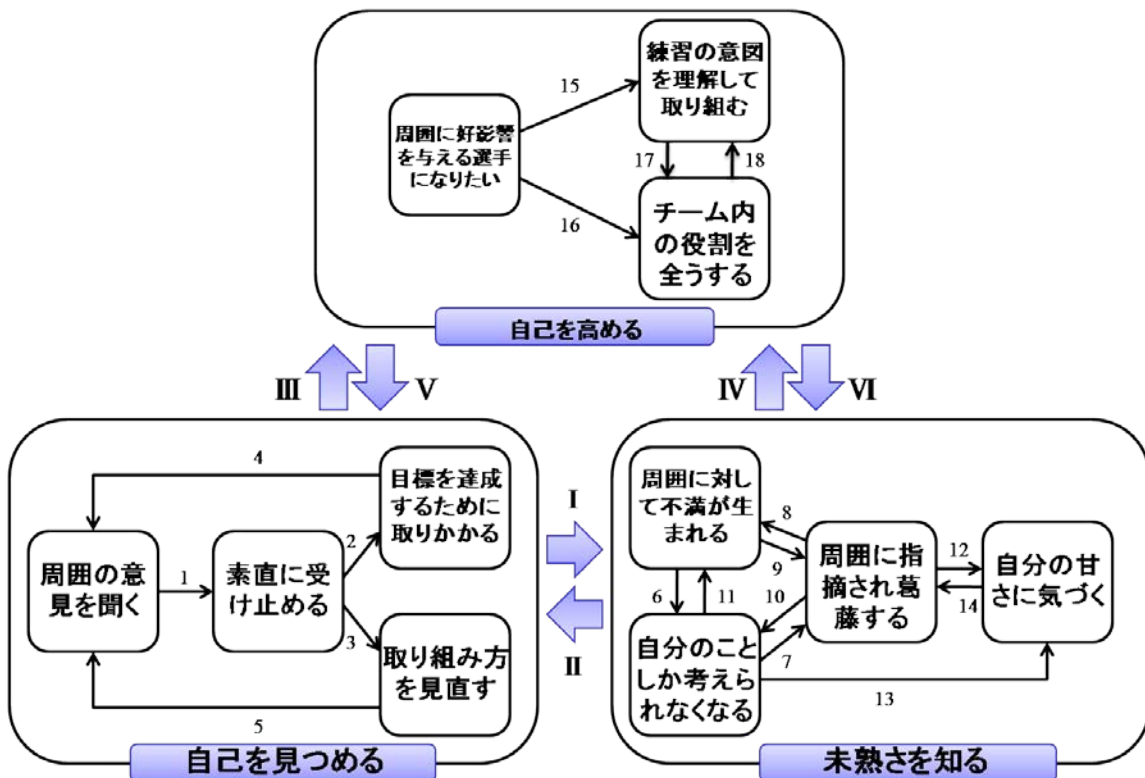 練習の意図
を理解して
取り組む
15
周囲に好影響
を与える選手
になりたい
17
18
16
チーム内
の役割を
全うする
自己を高める
III
V
IV
VI
4
目標を達成
するために
取りかかる
2
周囲の意
見を聞く
1
素直に受
け止める
3
取り組み方
を見直す
5
自己を見つめる
I
II
周囲に対し
て不満が生
まれる
8
9
周囲に指
摘され葛
藤する
12
14
自分の甘
さに気づく
6
11
10
7
自分のこと
しか考えら
れなくなる
13
未熟さを知る